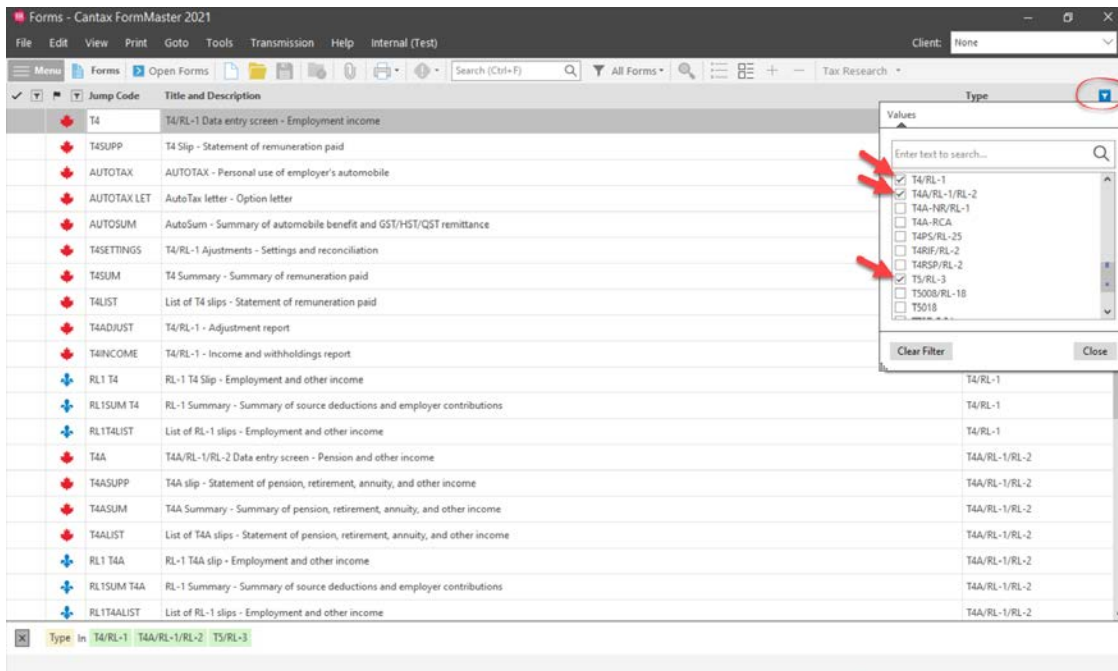 Forms - Cantax FormMaster 2021
File Edit View Print Goto Tools Transmission Help Internal (Test) Client: None
Menu Forms Open Forms Search (Ctrl+F) All Forms Tax Research
Jump Code Title and Description Type
T4 T4/RL-1 Data entry screen - Employment income
T4SUPP T4 Slip - Statement of remuneration paid
AUTOTAX AUTOTAX - Personal use of employer's automobile
AUTOTAX LET AutoTax letter - Option letter
AUTOSUM AutoSum - Summary of automobile benefit and GST/HST/QST remittance
T4SETTINGS T4/RL-1 Ajustments - Settings and reconciliation
T4SUM T4 Summary - Summary of remuneration paid
T4LIST List of T4 slips - Statement of remuneration paid
T4ADJUST T4/RL-1 - Adjustment report
T4INCOME T4/RL-1 - Income and withholdings report
RL1 T4 RL-1 T4 Slip - Employment and other income T4/RL-1
RL1SUM T4 RL-1 Summary - Summary of source deductions and employer contributions T4/RL-1
RL1T4LIST List of RL-1 slips - Employment and other income T4/RL-1
T4A T4A/RL-1/RL-2 Data entry screen - Pension and other income T4A/RL-1/RL-2
T4ASUPP T4A slip - Statement of pension, retirement, annuity, and other income T4A/RL-1/RL-2
T4ASUM T4A Summary - Summary of pension, retirement, annuity, and other income T4A/RL-1/RL-2
T4ALIST List of T4A slips - Statement of pension, retirement, annuity, and other income T4A/RL-1/RL-2
RL1 T4A RL-1 T4A slip - Employment and other income T4A/RL-1/RL-2
RL1SUM T4A RL-1 Summary - Summary of source deductions and employer contributions T4A/RL-1/RL-2
RL1T4ALIST List of RL-1 slips - Employment and other income T4A/RL-1/RL-2
Values
Enter text to search...
T4/RL-1
T4A/RL-1/RL-2
T4A-NR/RL-1
T4A-RCA
T4PS/RL-25
T4RIF/RL-2
T4RSP/RL-2
T5/RL-3
T5008/RL-18
T5018
Clear Filter Close
Type In T4/RL-1 T4A/RL-1/RL-2 T5/RL-3